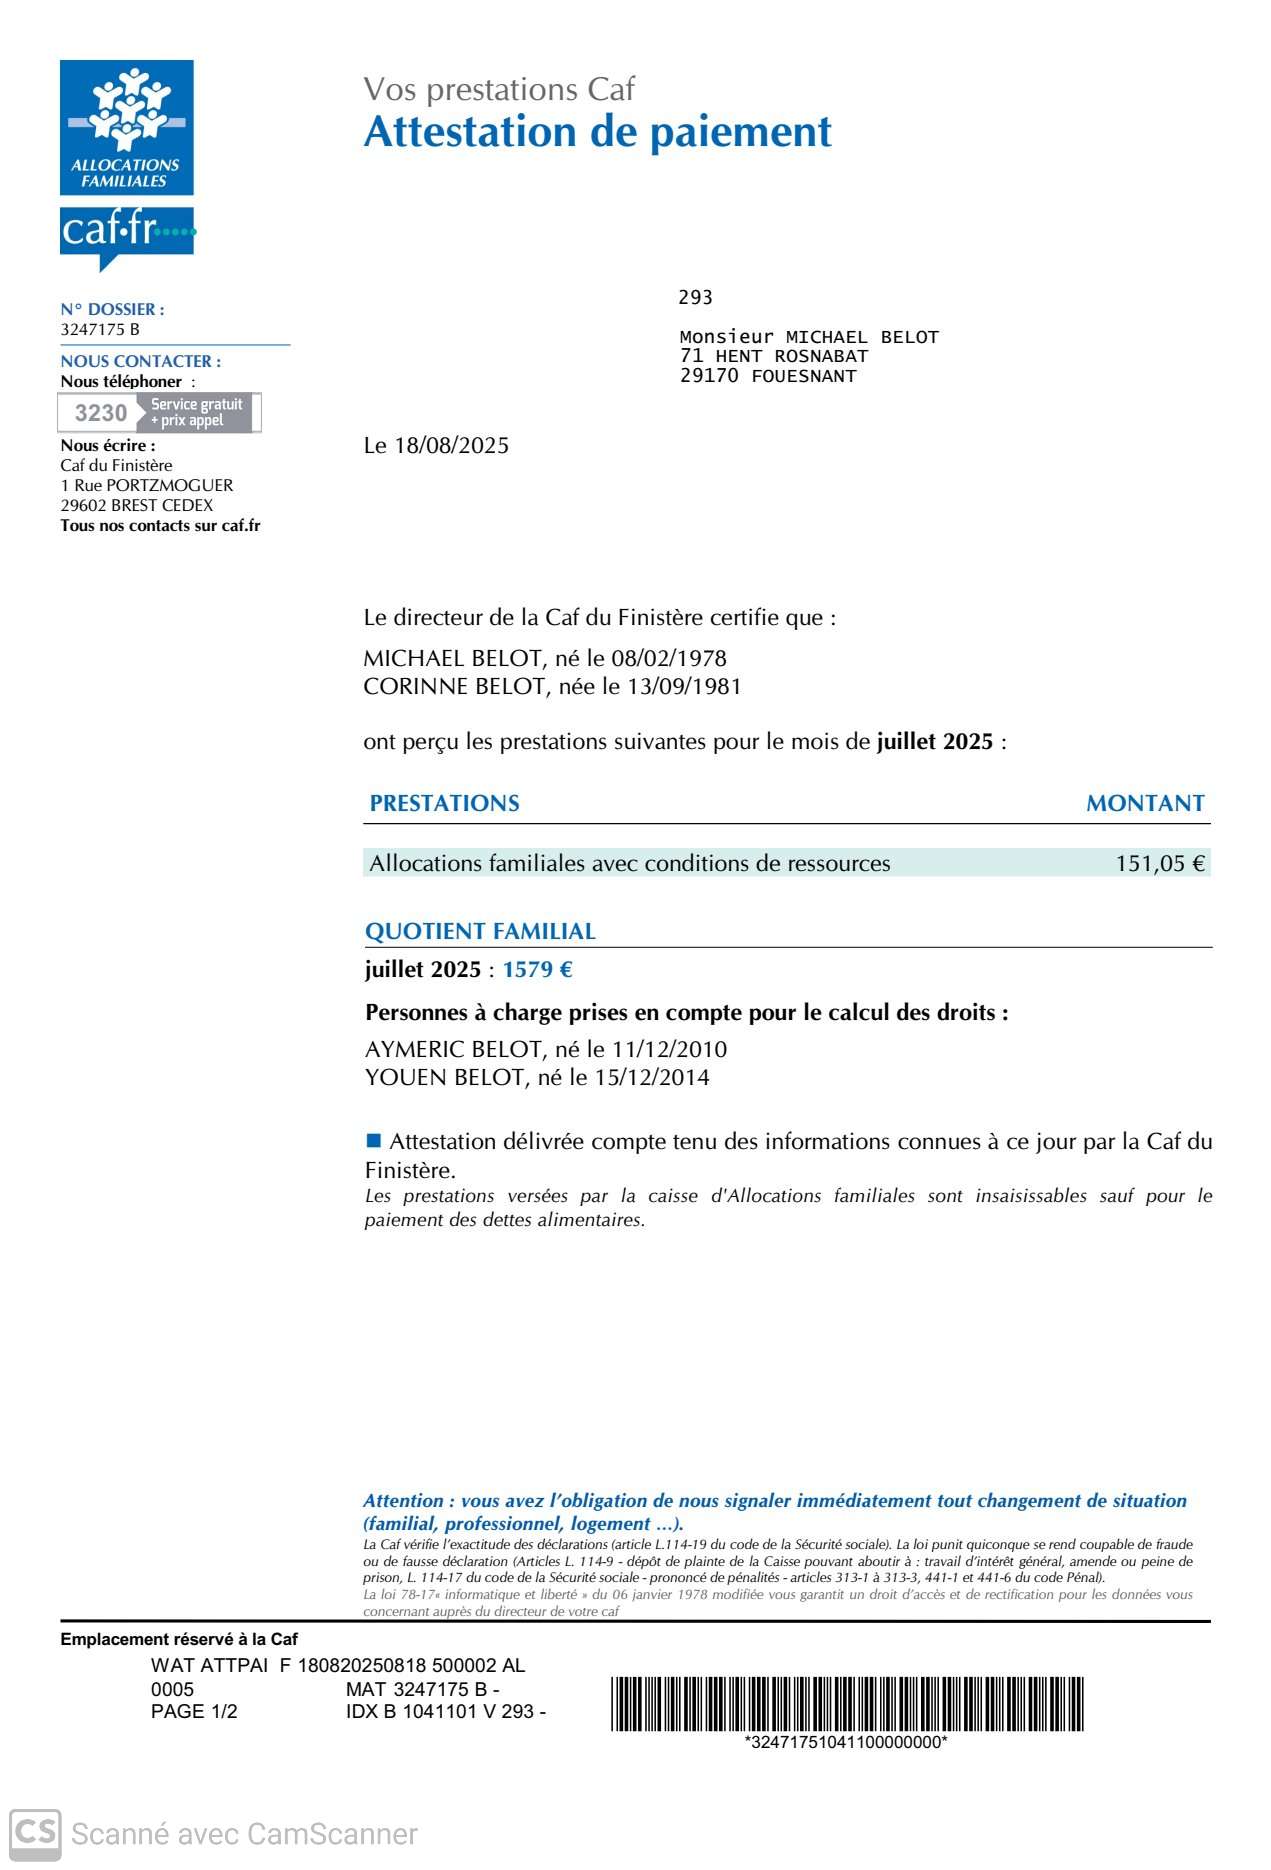 ALLOCATIONS
FAMILIALES
caf.fr
Vos prestations Caf
Attestation de paiement
N° DOSSIER :
3247175 B
NOUS CONTACTER :
Nous téléphoner :
3230 Service gratuit
+ prix appel
Nous écrire :
Caf du Finistère
1 Rue PORTZMOGUER
29602 BREST CEDEX
Tous nos contacts sur caf.fr
293
Monsieur MICHAEL BELOT
71 HENT ROSNABAT
29170 FOUESNANT
Le 18/08/2025
Le directeur de la Caf du Finistère certifie que :
MICHAEL BELOT, né le 08/02/1978
CORINNE BELOT, née le 13/09/1981
ont perçu les prestations suivantes pour le mois de juillet 2025 :
PRESTATIONS MONTANT
Allocations familiales avec conditions de ressources 151,05 €
QUOTIENT FAMILIAL
juillet 2025 : 1579 €
Personnes à charge prises en compte pour le calcul des droits :
AYMERIC BELOT, né le 11/12/2010
YOUEN BELOT, né le 15/12/2014
Attestation délivrée compte tenu des informations connues à ce jour par la Caf du
Finistère.
Les prestations versées par la caisse d'Allocations familiales sont insaisissables sauf pour le
paiement des dettes alimentaires.
Attention : vous avez l'obligation de nous signaler immédiatement tout changement de situation
(familial, professionnel, logement ...).
La Caf vérifie l'exactitude des déclarations (article L.114-19 du code de la Sécurité sociale). La loi punit quiconque se rend coupable de fraude
ou de fausse déclaration (Articles L. 114-9 - dépôt de plainte de la Caisse pouvant aboutir à : travail d'intérêt général, amende ou peine de
prison, L. 114-17 du code de la Sécurité sociale - prononcé de pénalités - articles 313-1 à 313-3, 441-1 et 441-6 du code Pénal).
La loi 78-17« informatique et liberté » du 06 janvier 1978 modifiée vous garantit un droit d'accès et de rectification pour les données vous
concernant auprès du directeur de votre caf
Emplacement réservé à la Caf
WAT ATTPAI F 180820250818 500002 AL
0005 MAT 3247175 B -
PAGE 1/2 IDX B 1041101 V 293 -
*32471751041100000000*
CS Scanné avec CamScanner